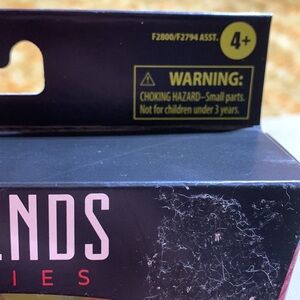 F2800/F2794 ASST. 4+
⚠ WARNING:
CHOKING HAZARD–Small parts.
Not for children under 3 years.
ENDS
IES